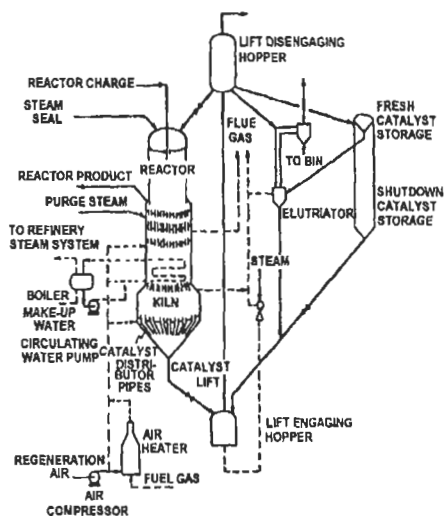 LIFT DISENGAGING
HOPPER
REACTOR CHARGE
STEAM
SEAL
FLUE
GAS
FRESH
CATALYST
STORAGE
REACTOR
TO BIN
REACTOR PRODUCT
ELUTRIATOR
SHUTDOWN
CATALYST
STORAGE
PURGE STEAM
TO REFINERY
STEAM SYSTEM
STEAM
BOILER
MAKE-UP
WATER
KILN
CIRCULATING
WATER PUMP
CATALYST
DISTRI-
BUTOR
PIPES
CATALYST
LIFT
LIFT ENGAGING
HOPPER
AIR
HEATER
REGENERATION
AIR
FUEL GAS
AIR
COMPRESSOR